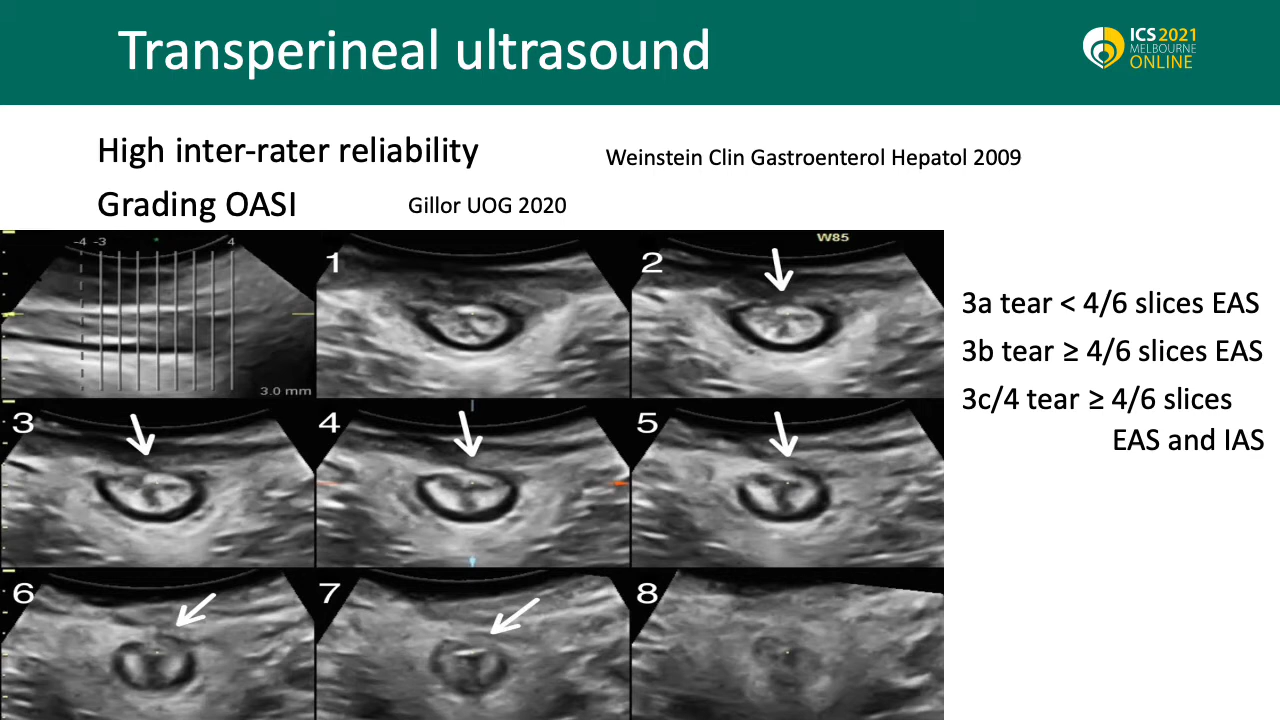 Transperineal ultrasound
ICS 2021
MELBOURNE
ONLINE
High inter-rater reliability
Weinstein Clin Gastroenterol Hepatol 2009
Grading OASI
Gillor UOG 2020
-4 -3 4
3.0 mm
1
W85
2
3
4
5
6
7
8
3a tear < 4/6 slices EAS
3b tear ≥ 4/6 slices EAS
3c/4 tear ≥ 4/6 slices
EAS and IAS